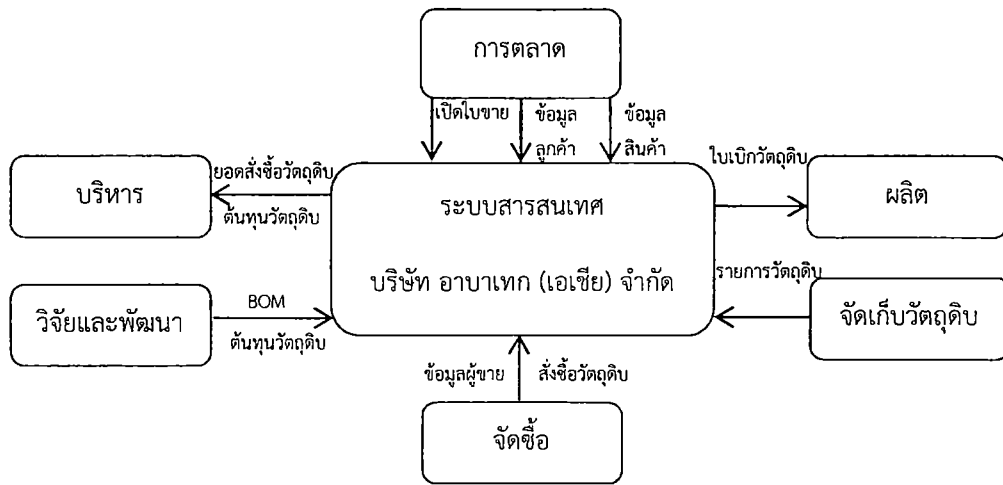 การตลาด
เปิดใบขาย
ข้อมูล
ลูกค้า
ข้อมูล
สินค้า
บริหาร
ยอดสั่งซื้อวัตถุดิบ
ต้นทุนวัตถุดิบ
ระบบสารสนเทศ
บริษัท อาบาเทก (เอเชีย) จำกัด
ใบเบิกวัตถุดิบ
ผลิต
วิจัยและพัฒนา
BOM
ต้นทุนวัตถุดิบ
รายการวัตถุดิบ
จัดเก็บวัตถุดิบ
ข้อมูลผู้ขาย
สั่งซื้อวัตถุดิบ
จัดซื้อ